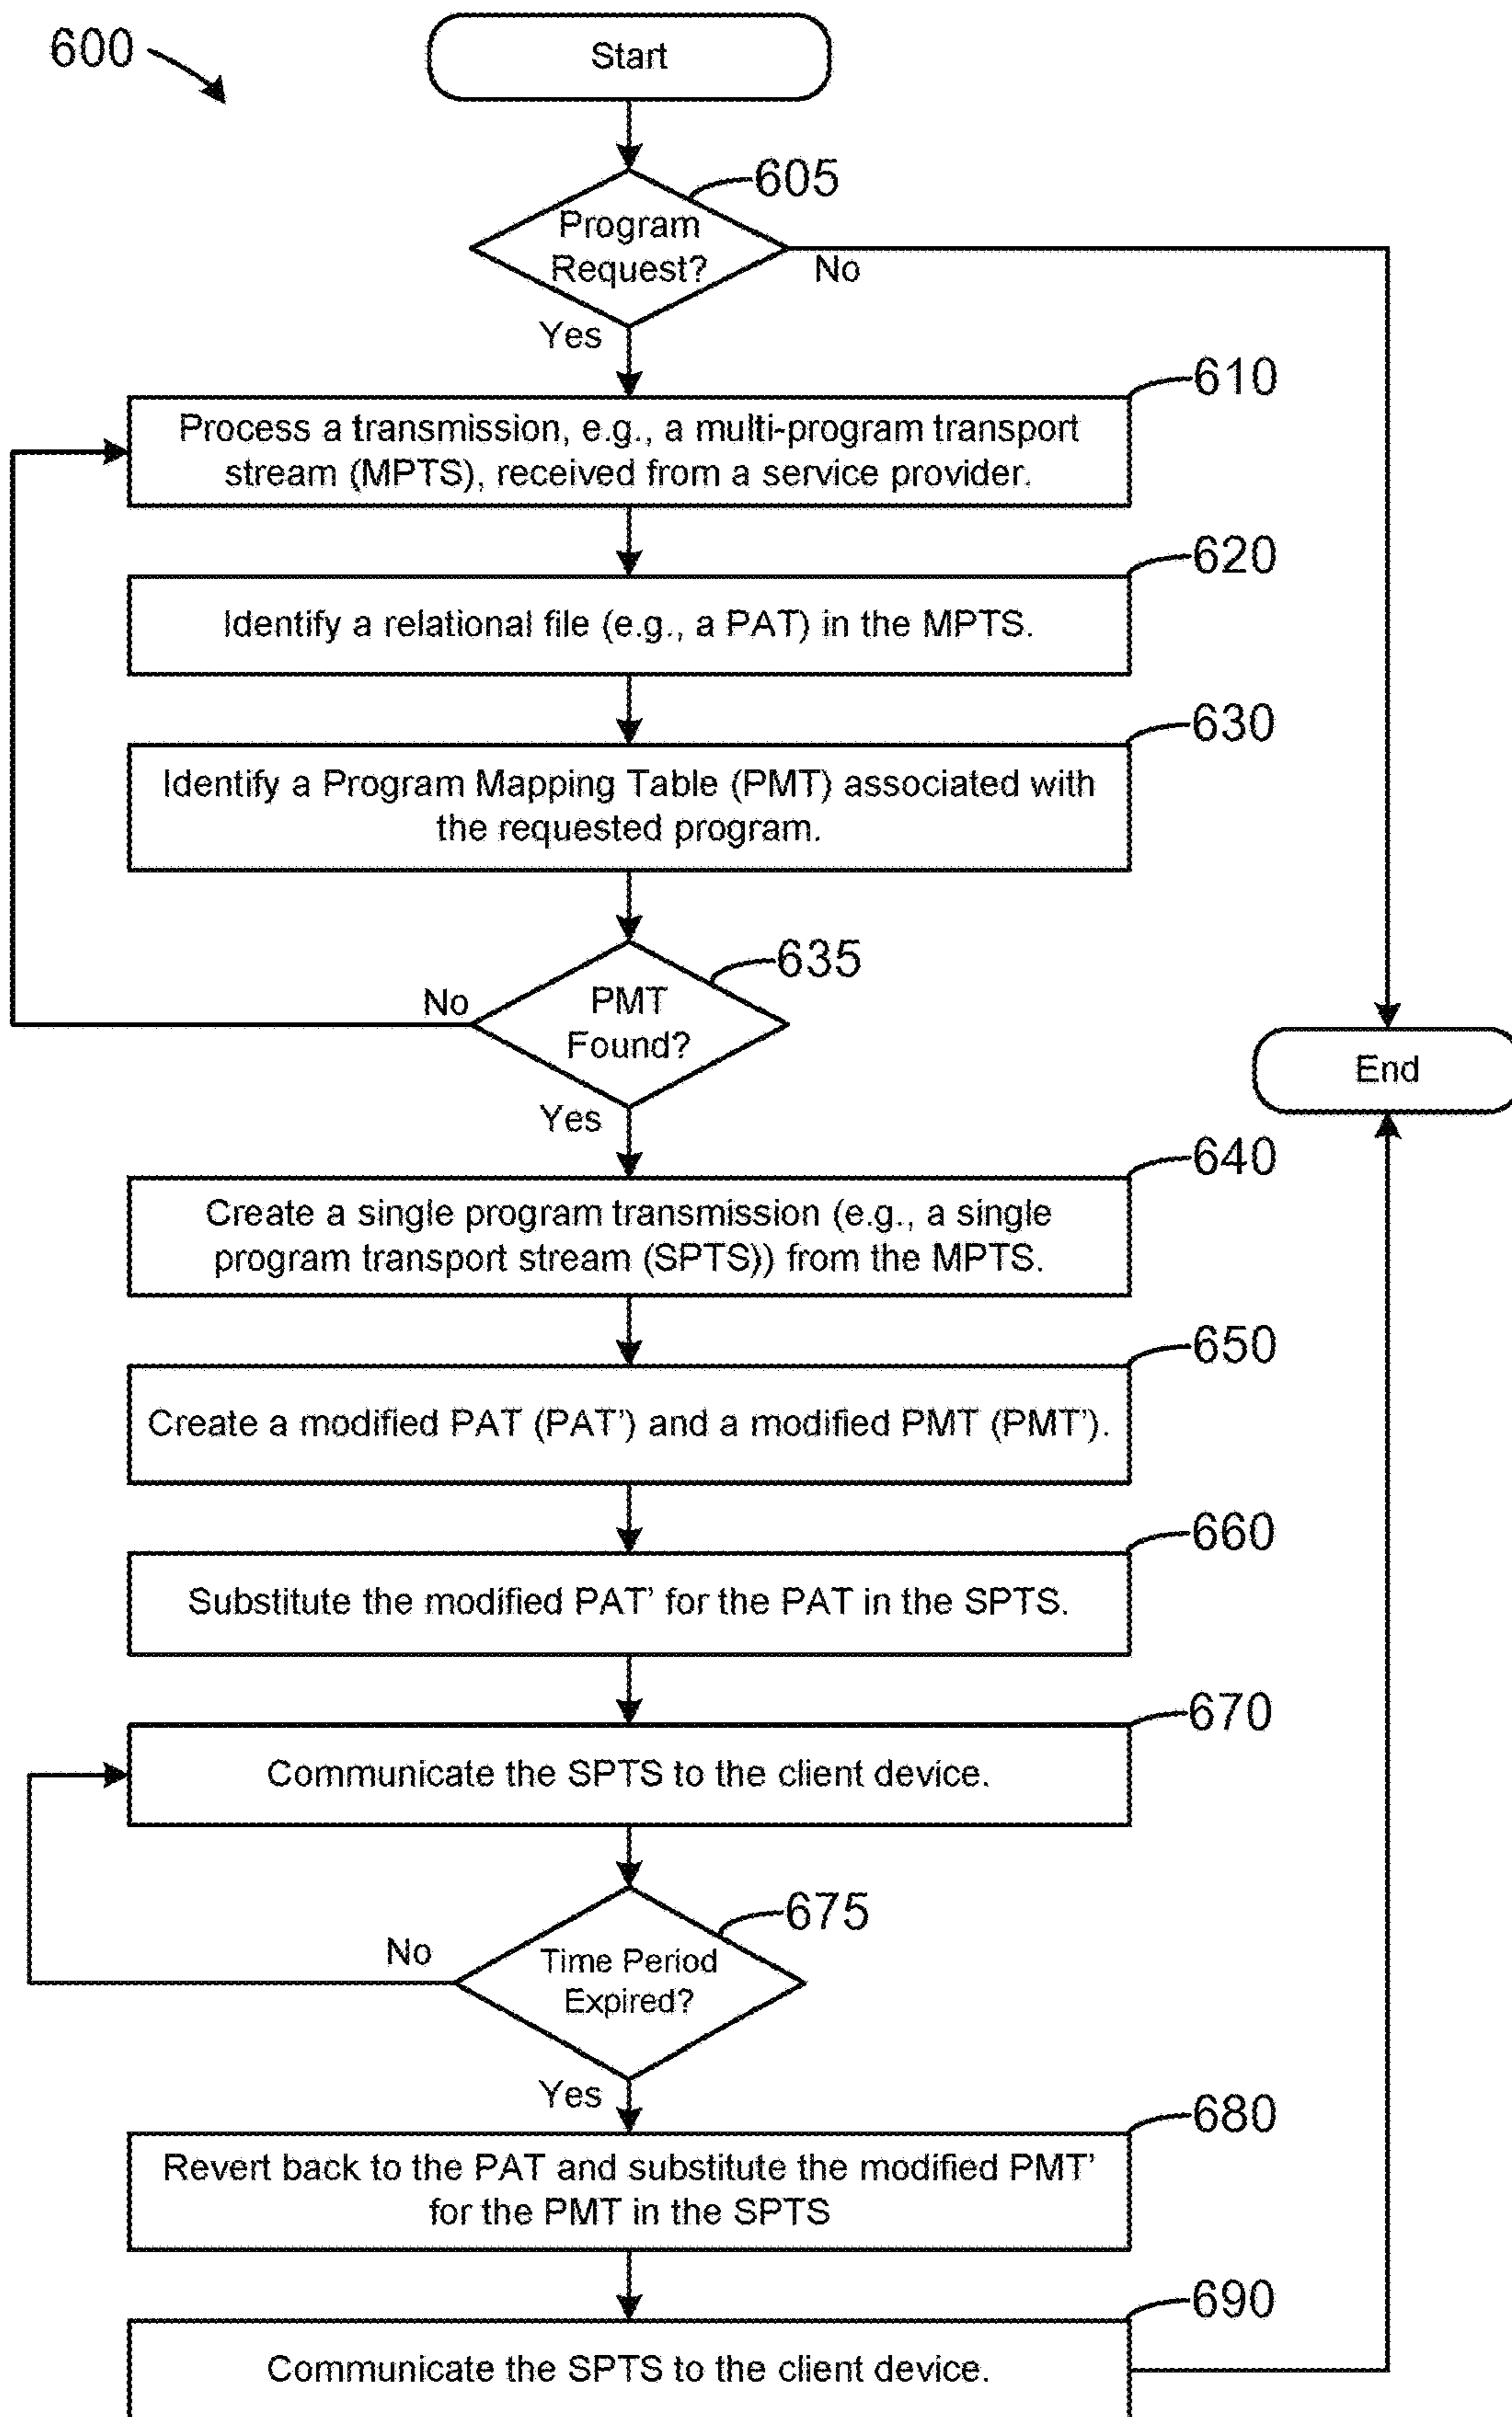 600
Start
605
Program
Request?
No
Yes
610
Process a transmission, e.g., a multi-program transport
stream (MPTS), received from a service provider.
620
Identify a relational file (e.g., a PAT) in the MPTS.
630
Identify a Program Mapping Table (PMT) associated with
the requested program.
635
No
PMT
Found?
End
Yes
640
Create a single program transmission (e.g., a single
program transport stream (SPTS)) from the MPTS.
650
Create a modified PAT (PAT') and a modified PMT (PMT').
660
Substitute the modified PAT' for the PAT in the SPTS.
670
Communicate the SPTS to the client device.
675
No
Time Period
Expired?
Yes
680
Revert back to the PAT and substitute the modified PMT'
for the PMT in the SPTS
690
Communicate the SPTS to the client device.